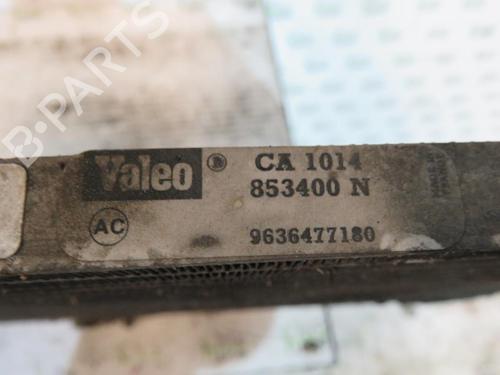 B-PARTS
Valeo ® CA 1014
853400 N
AC
9636477180